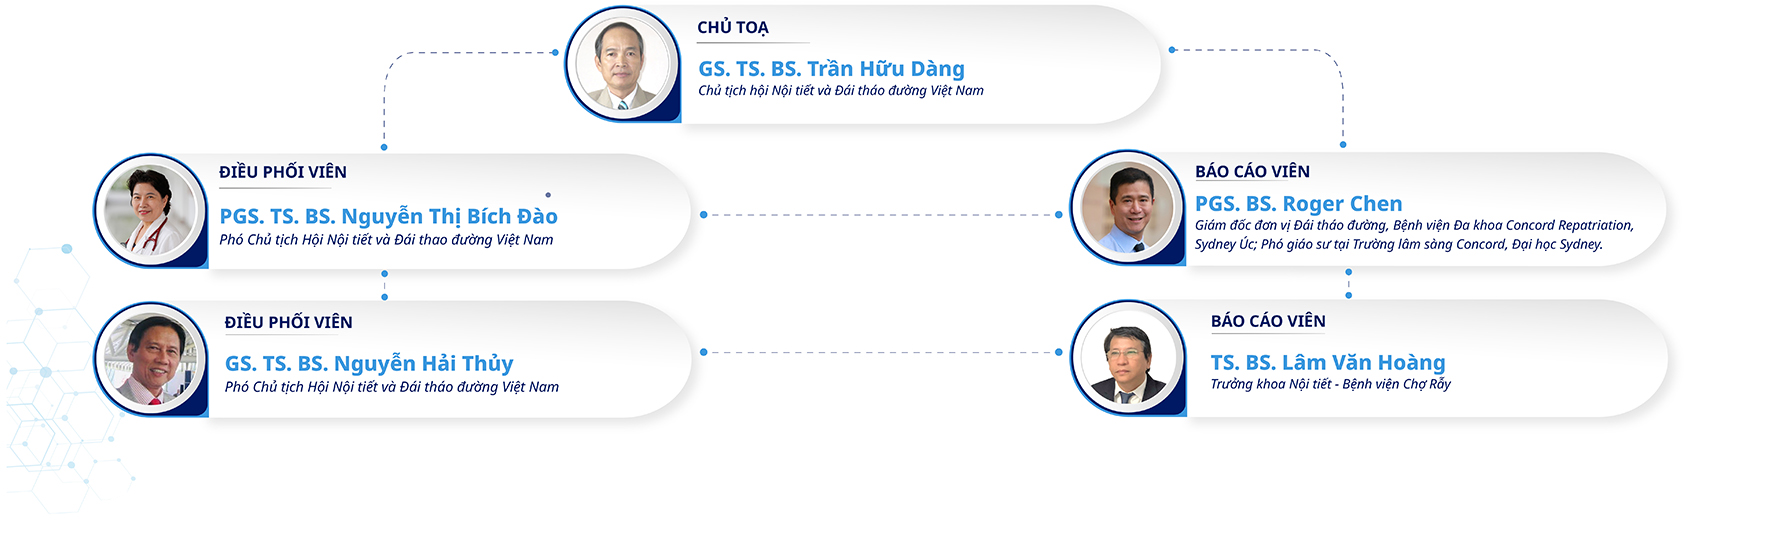 CHỦ TOẠ
GS. TS. BS. Trần Hữu Dàng
Chủ tịch hội Nội tiết và Đái tháo đường Việt Nam
ĐIỀU PHỐI VIÊN
PGS. TS. BS. Nguyễn Thị Bích Đào
Phó Chủ tịch Hội Nội tiết và Đái thao đường Việt Nam
BÁO CÁO VIÊN
PGS. BS. Roger Chen
Giám đốc đơn vị Đái tháo đường, Bệnh viện Đa khoa Concord Repatriation,
Sydney Úc; Phó giáo sư tại Trường lâm sàng Concord, Đại học Sydney.
ĐIỀU PHỐI VIÊN
GS. TS. BS. Nguyễn Hải Thủy
Phó Chủ tịch Hội Nội tiết và Đái tháo đường Việt Nam
BÁO CÁO VIÊN
TS. BS. Lâm Văn Hoàng
Trưởng khoa Nội tiết - Bệnh viện Chợ Rẫy